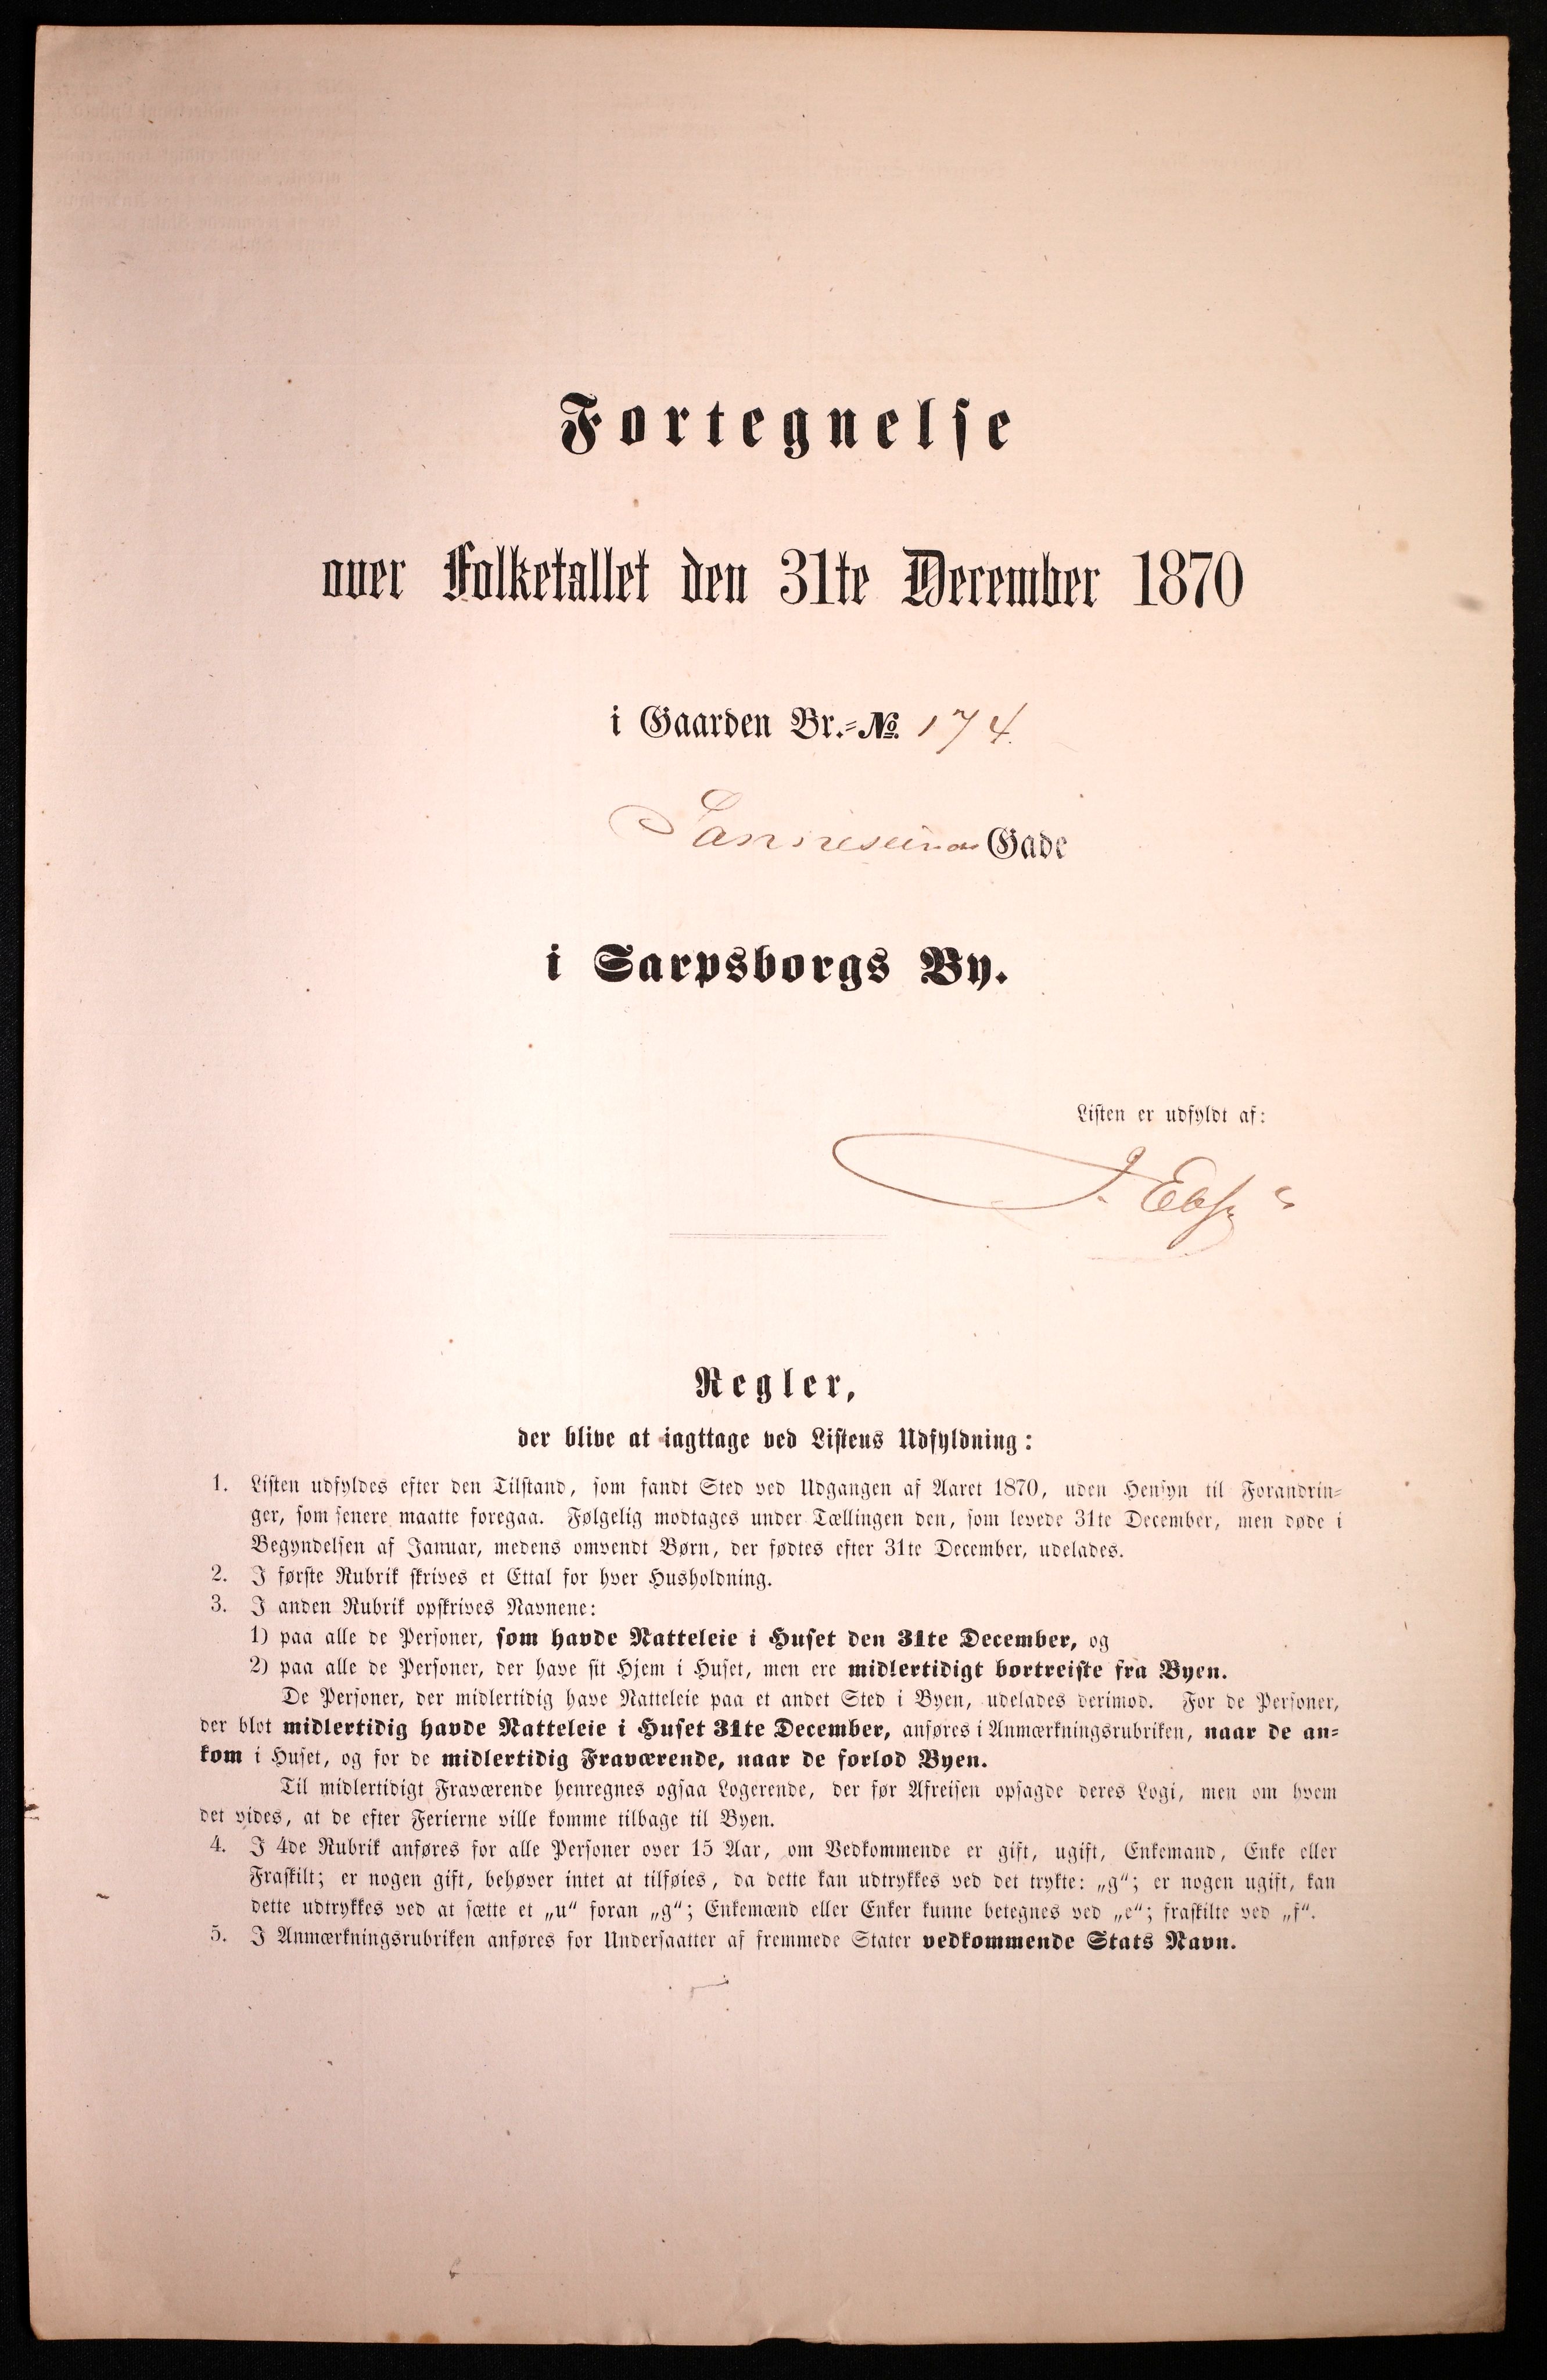 Fortegnelse
over Folketallet den 31te December 1870
i Gaarden Br.-No. 174
Gade
i Sarpsborgs By.
Listen er udfyldt af:
Regler,
der blive at iagttage ved Listens Udfyldning:
1. Listen udfyldes efter den Tilstand, som fandt Sted ved Udgangen af Aaret 1870, uden Hensyn til Forandrin-
ger, som senere maatte foregaa. Følgelig modtages under Tællingen den, som levede 31te December, men døde i
Begyndelsen af Januar, medens omvendt Børn, der fødtes efter 31te December, udelades.
2. I første Rubrik skrives et Ettal for hver Husholdning.
3. I anden Rubrik opskrives Navnene:
1) paa alle de Personer, som havde Natteleie i Huset den 31te December, og
2) paa alle de Personer, der have sit Hjem i Huset, men ere midlertidigt bortreiste fra Byen.
De Personer, der midlertidig have Natteleie paa et andet Sted i Byen, udelades derimod. For de Personer,
der blot midlertidig havde Natteleie i Huset 31te December, anføres i Anmærkningsrubriken, naar de an-
kom i Huset, og for de midlertidig Fraværende, naar de forlod Byen.
Til midlertidigt Fraværende henregnes ogsaa Logerende, der før Afreisen opsagde deres Logi, men om hvem
det vides, at de efter Ferierne ville komme tilbage til Byen.
4. I 4de Rubrik anføres for alle Personer over 15 Aar, om Vedkommende er gift, ugift, Enkemand, Enke eller
Fraskilt; er nogen gift, behøver intet at tilføies, da dette kan udtrykkes ved det trykte: „g“; er nogen ugift, kan
dette udtrykkes ved at sætte et „u“ foran „g“; Enkemænd eller Enker kunne betegnes ved „e“; fraskilte ved „f“.
5. I Anmærkningsrubriken anføres for Undersaatter af fremmede Stater vedkommende Stats Navn.